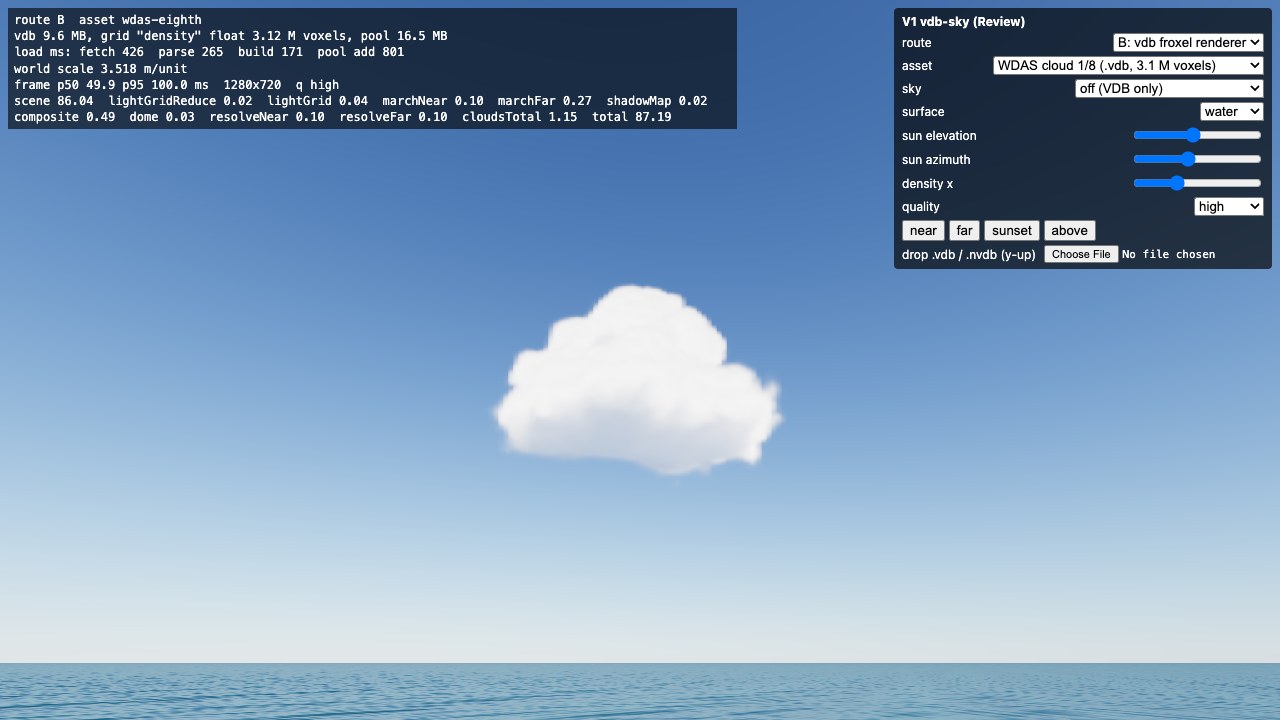 route B  asset wdas-eighth
vdb 9.6 MB, grid "density" float 3.12 M voxels, pool 16.5 MB
load ms: fetch 426  parse 265  build 171  pool add 801
world scale 3.518 m/unit
frame p50 49.9 p95 100.0 ms  1280x720  q high
scene 86.04  lightGridReduce 0.02  lightGrid 0.04  marchNear 0.10  marchFar 0.27  shadowMap 0.02
composite 0.49  dome 0.03  resolveNear 0.10  resolveFar 0.10  cloudsTotal 1.15  total 87.19
V1 vdb-sky (Review)
route B: vdb froxel renderer
asset WDAS cloud 1/8 (.vdb, 3.1 M voxels)
sky off (VDB only)
surface water
sun elevation
sun azimuth
density x
quality high
near far sunset above
drop .vdb / .nvdb (y-up) Choose File No file chosen